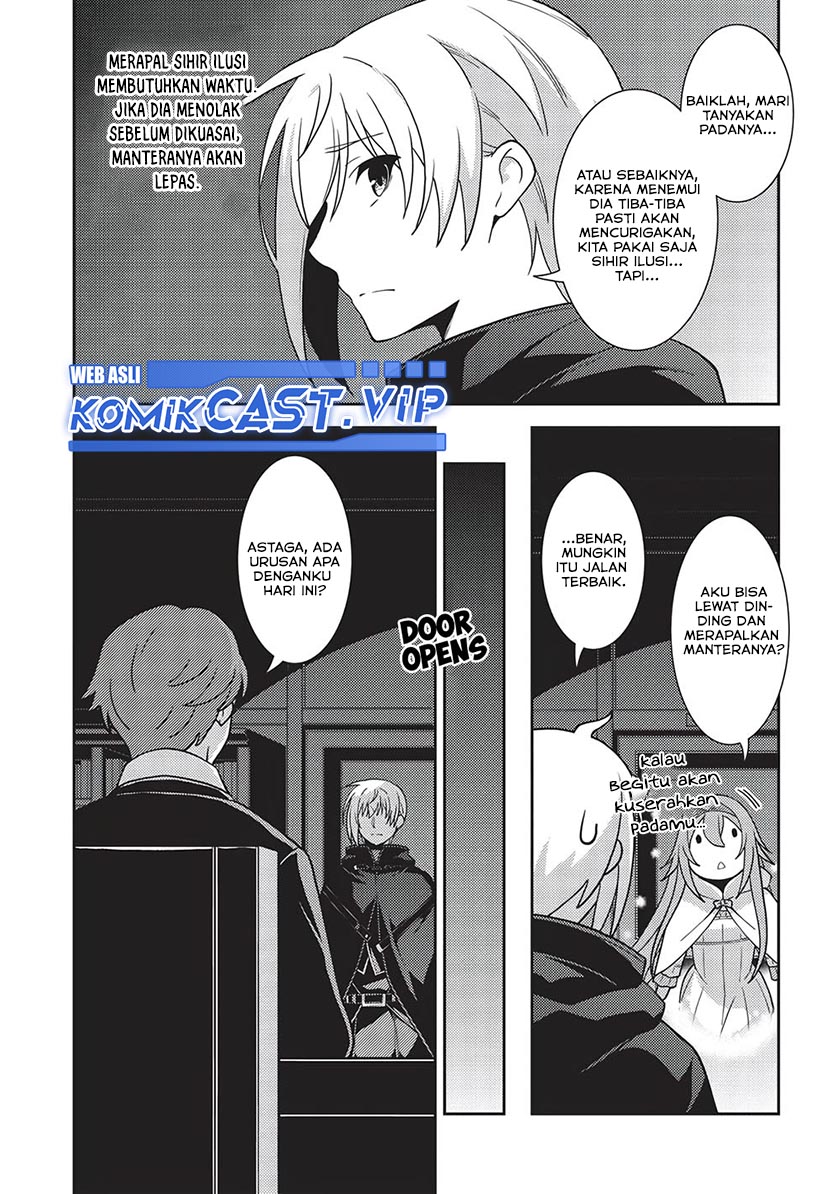 BAIKLAH, MARI
TANYAKAN
PADANYA...
ATAU SEBAIKNYA,
KARENA MENEMUI
DIA TIBA-TIBA
PASTI AKAN
MENCURIGAKAN,
KITA PAKAI SAJA
SIHIR ILUSI...
TAPI...
MERAPAL SIHIR ILUSI
MEMBUTUHKAN WAKTU.
JIKA DIA MENOLAK
SEBELUM DIKUASAI,
MANTERANYA AKAN
LEPAS.
WEB ASLI
KOMIKCAST.VIP
AKU BISA
LEWAT DIN-
DING DAN
MERAPALKAN
MANTERANYA?
...BENAR,
MUNGKIN
ITU JALAN
TERBAIK.
kalau
Begitu akan
kuserahkan
padamu...
DOOR
OPENS
ASTAGA, ADA
URUSAN APA
DENGANKU
HARI INI?